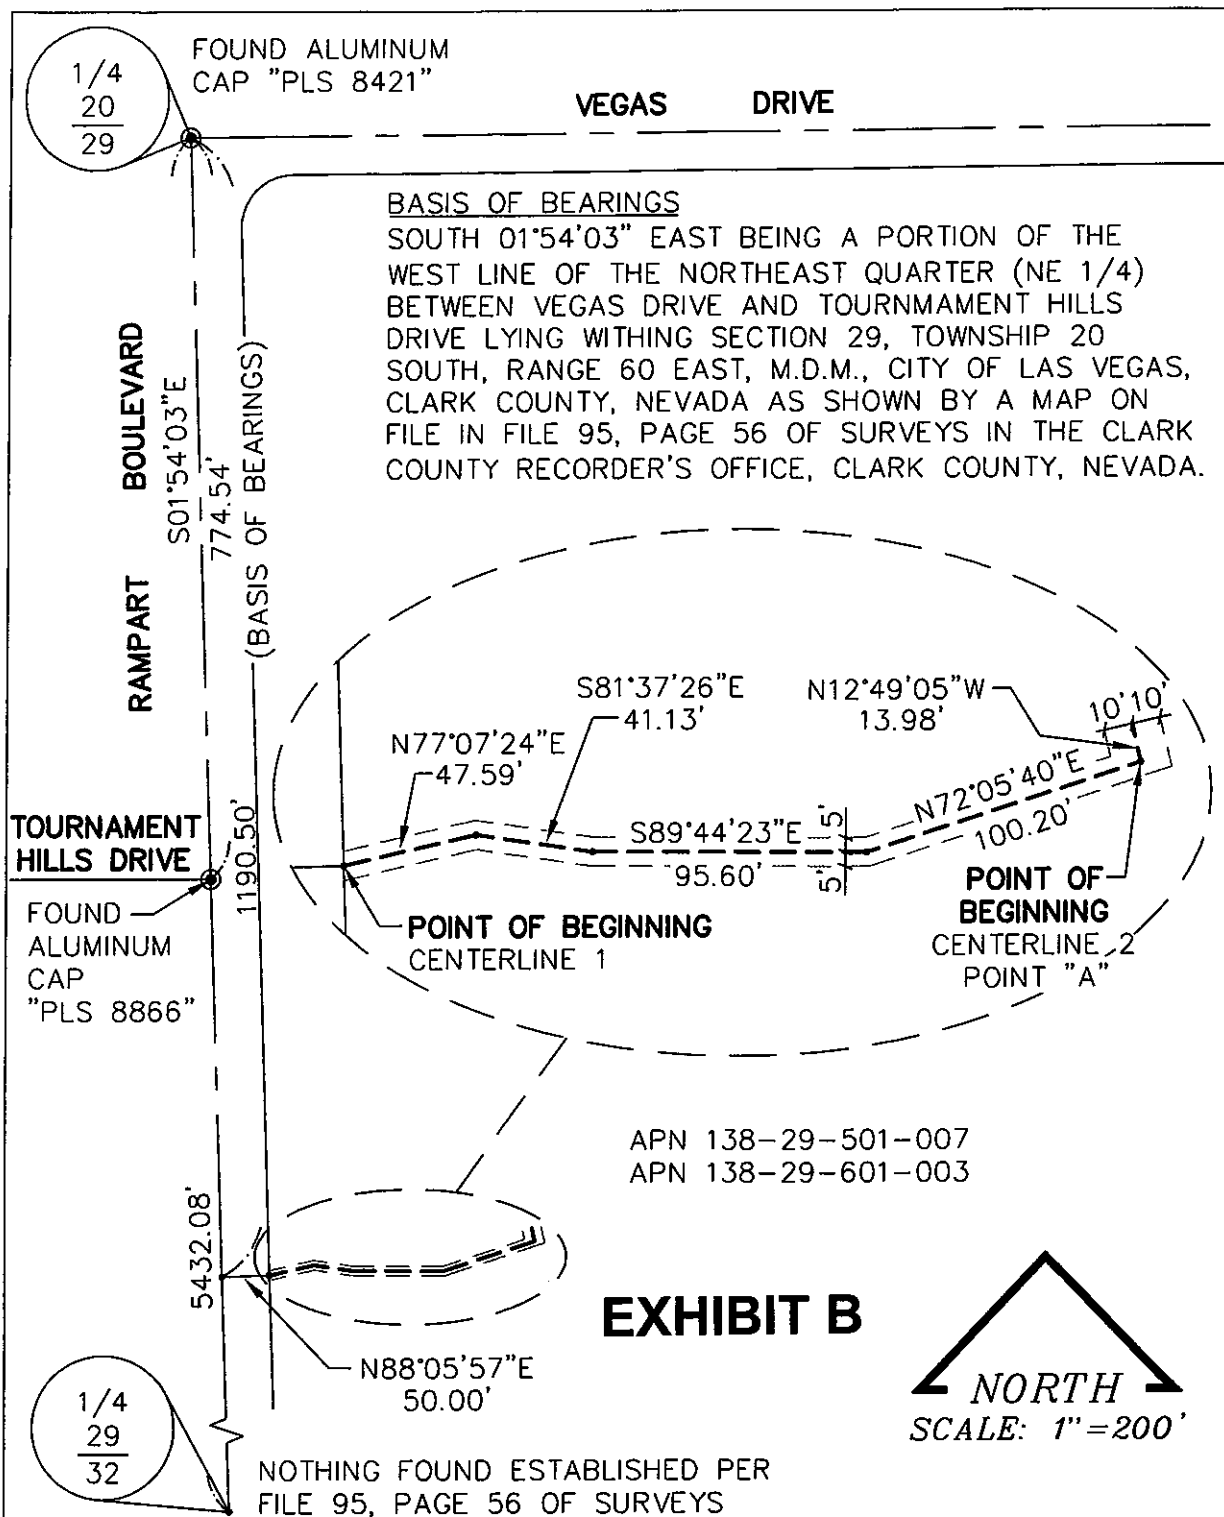 1/4
20
29
FOUND ALUMINUM
CAP "PLS 8421"
VEGAS DRIVE
BASIS OF BEARINGS
SOUTH 01°54'03" EAST BEING A PORTION OF THE
WEST LINE OF THE NORTHEAST QUARTER (NE 1/4)
BETWEEN VEGAS DRIVE AND TOURNMAMENT HILLS
DRIVE LYING WITHING SECTION 29, TOWNSHIP 20
SOUTH, RANGE 60 EAST, M.D.M., CITY OF LAS VEGAS,
CLARK COUNTY, NEVADA AS SHOWN BY A MAP ON
FILE IN FILE 95, PAGE 56 OF SURVEYS IN THE CLARK
COUNTY RECORDER'S OFFICE, CLARK COUNTY, NEVADA.
RAMPART BOULEVARD
S01°54'03"E
774.54'
(BASIS OF BEARINGS)
1190.50'
S81°37'26"E
41.13'
N12°49'05"W
13.98'
10'10'
N77°07'24"E
47.59'
S89°44'23"E
95.60'
5'
5'
N72°05'40"E
100.20'
TOURNAMENT
HILLS DRIVE
FOUND
ALUMINUM
CAP
"PLS 8866"
POINT OF BEGINNING
CENTERLINE 1
POINT OF
BEGINNING
CENTERLINE 2
POINT "A"
APN 138-29-501-007
APN 138-29-601-003
5432.08'
N88°05'57"E
50.00'
EXHIBIT B
NORTH
SCALE: 1"=200'
1/4
29
32
NOTHING FOUND ESTABLISHED PER
FILE 95, PAGE 56 OF SURVEYS